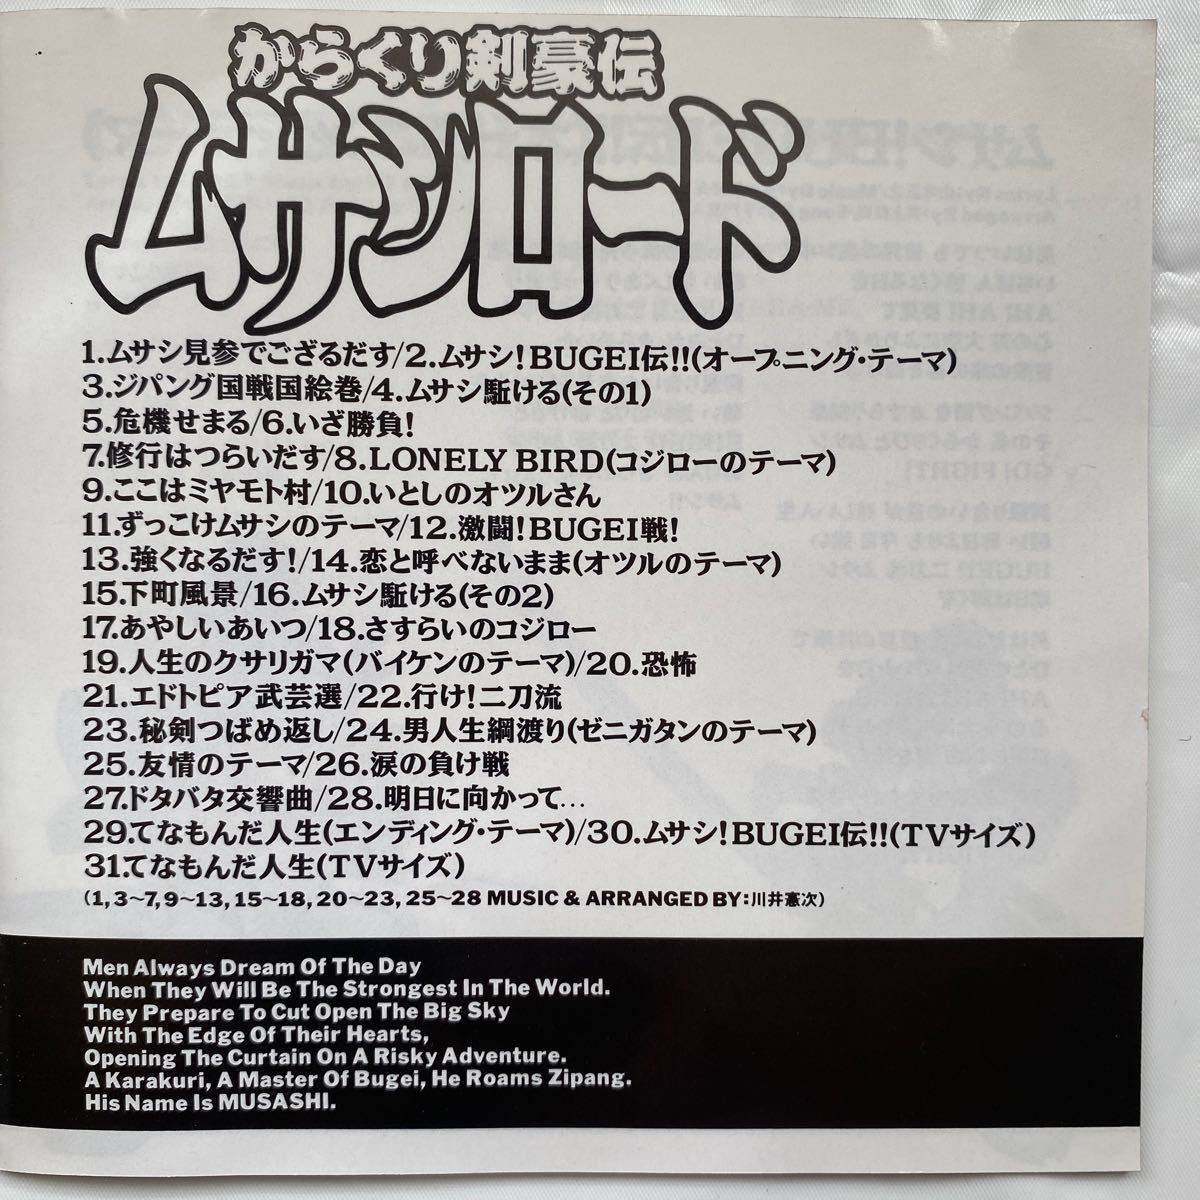 からくり剣豪伝
ムサシロード
1.ムサシ見参でござるだす/2.ムサシ!BUGEI伝!!(オープニング・テーマ)
3.ジパング国戦国絵巻/4.ムサシ駈ける(その1)
5.危機せまる/6.いざ勝負!
7.修行はつらいだす/8.LONELY BIRD(コジローのテーマ)
9.ここはミヤモト村/10.いとしのオツルさん
11.ずっこけムサシのテーマ/12.激闘!BUGEI戦!
13.強くなるだす!/14.恋と呼べないまま(オツルのテーマ)
15.下町風景/16.ムサシ駈ける(その2)
17.あやしいあいつ/18.さすらいのコジロー
19.人生のクサリガマ(バイケンのテーマ)/20.恐怖
21.エドトピア武芸選/22.行け!二刀流
23.秘剣つばめ返し/24.男人生綱渡り(ゼニガタンのテーマ)
25.友情のテーマ/26.涙の負け戦
27.ドタバタ交響曲/28.明日に向かって…
29.てなもんだ人生(エンディング・テーマ)/30.ムサシ!BUGEI伝!!(TVサイズ)
31.てなもんだ人生(TVサイズ)
(1,3~7,9~13,15~18,20~23,25~28 MUSIC & ARRANGED BY:川井憲次)
Men Always Dream Of The Day
When They Will Be The Strongest In The World.
They Prepare To Cut Open The Big Sky
With The Edge Of Their Hearts,
Opening The Curtain On A Risky Adventure.
A Karakuri, A Master Of Bugei, He Roams Zipang.
His Name Is MUSASHI.